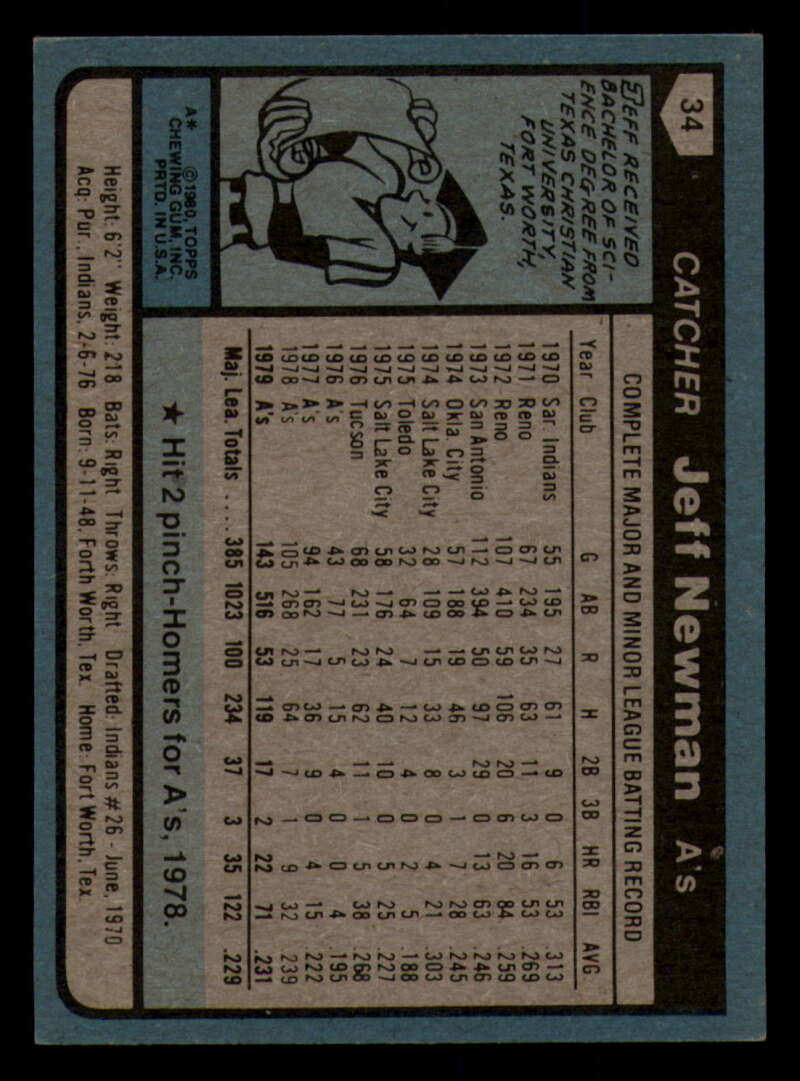 34
CATCHER Jeff Newman A's
JEFF RECEIVED
BACHELOR OF SCI-
ENCE DEGREE FROM
TEXAS CHRISTIAN
UNIVERSITY,
FORT WORTH,
TEXAS.
A* ©1980, TOPPS
CHEWING GUM, INC.
PRTD. IN U.S.A.
COMPLETE MAJOR AND MINOR LEAGUE BATTING RECORD
Year Club G AB R H 2B 3B HR RBI AVG
1970 Sar. Indians 55 195 27 61 9 0 6 53 .313
1971 Reno 67 234 35 63 11 3 16 53 .269
1972 Reno 107 410 59 106 20 6 20 84 .259
1973 San Antonio 112 394 50 97 29 0 13 63 .246
1974 Okla City 57 188 19 46 3 1 7 28 .245
1974 Salt Lake City 28 109 15 33 8 0 4 21 .303
1975 Toledo 32 64 7 12 4 0 2 5 .188
1975 Salt Lake City 58 176 24 40 10 0 5 25 .227
1976 Tucson 68 231 23 62 11 1 5 38 .268
1976 A's 43 77 5 15 4 0 0 4 .195
1977 A's 94 162 17 36 9 0 4 15 .222
1978 A's 105 268 25 64 7 1 9 32 .239
1979 A's 143 516 53 119 17 2 22 71 .231
Maj. Lea. Totals .... 385 1023 100 234 37 3 35 122 .229
★ Hit 2 pinch-Homers for A's, 1978.
Height: 6'2" Weight: 218 Bats: Right Throws: Right Drafted: Indians #26 - June, 1970
Acq: Pur., Indians, 2-6-76 Born: 9-11-48, Forth Worth, Tex. Home: Fort Worth, Tex.